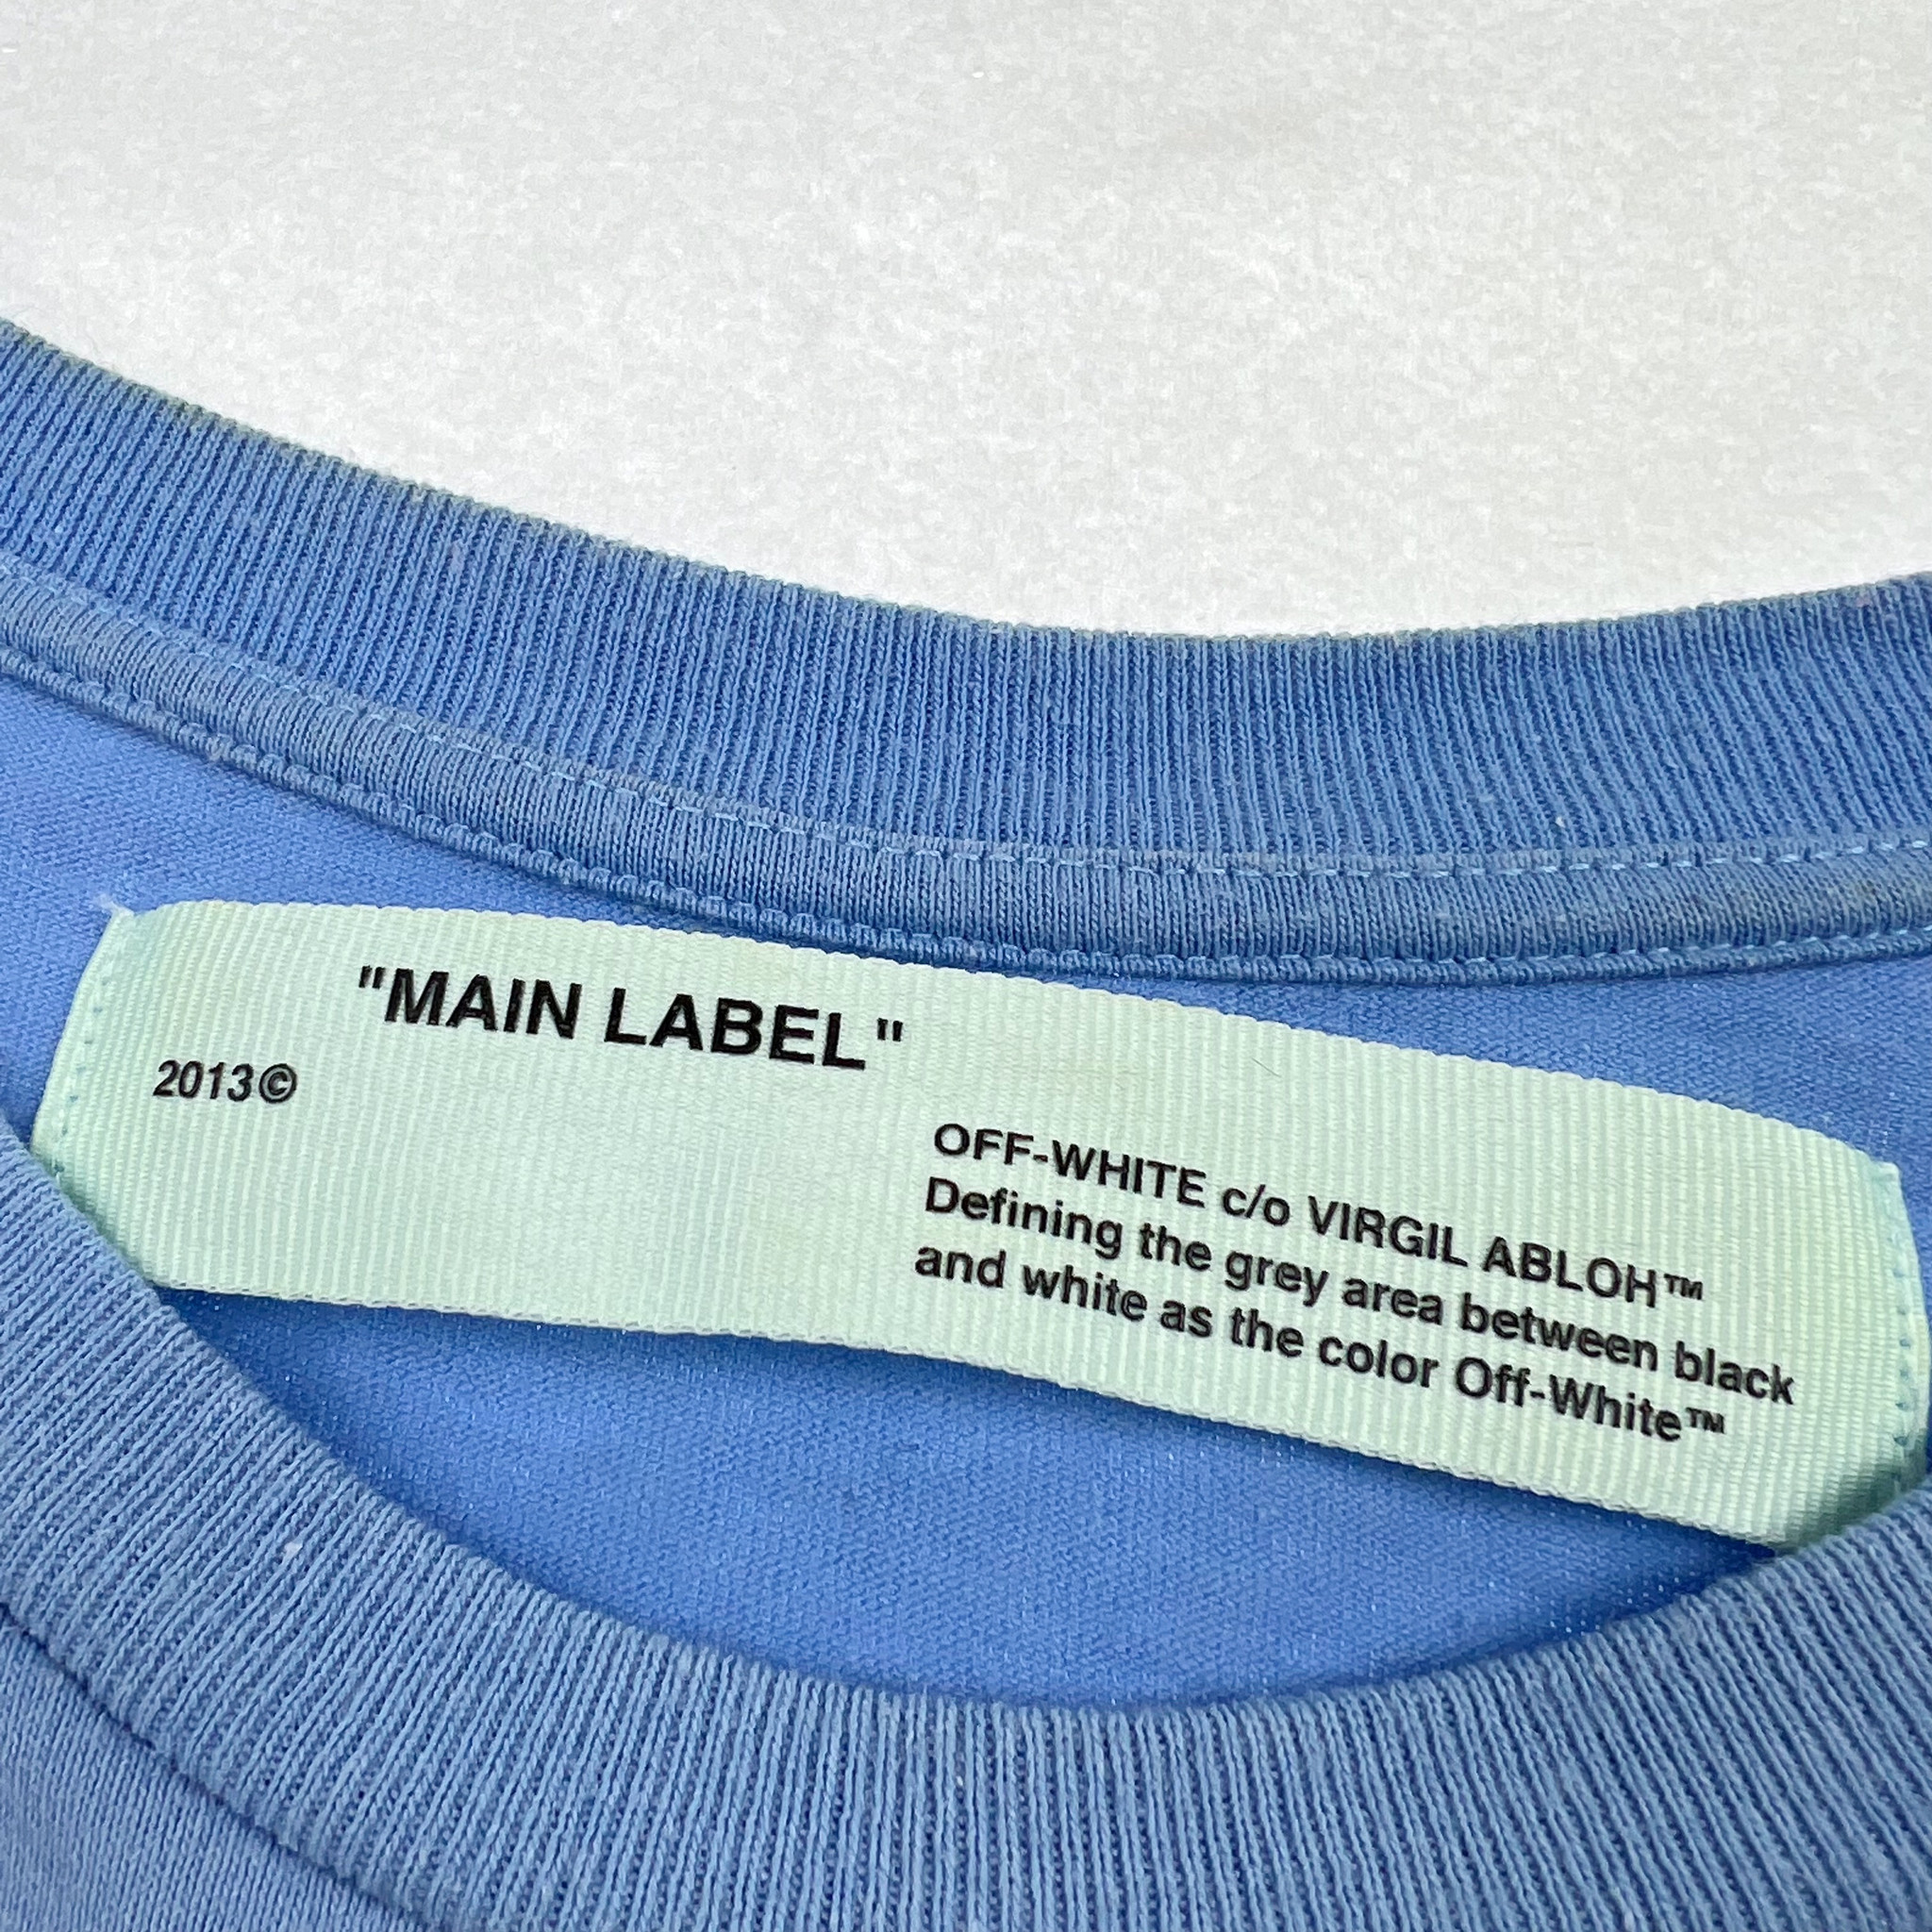 "MAIN LABEL"
2013©
OFF-WHITE c/o VIRGIL ABLOH™
Defining the grey area between black
and white as the color Off-White™